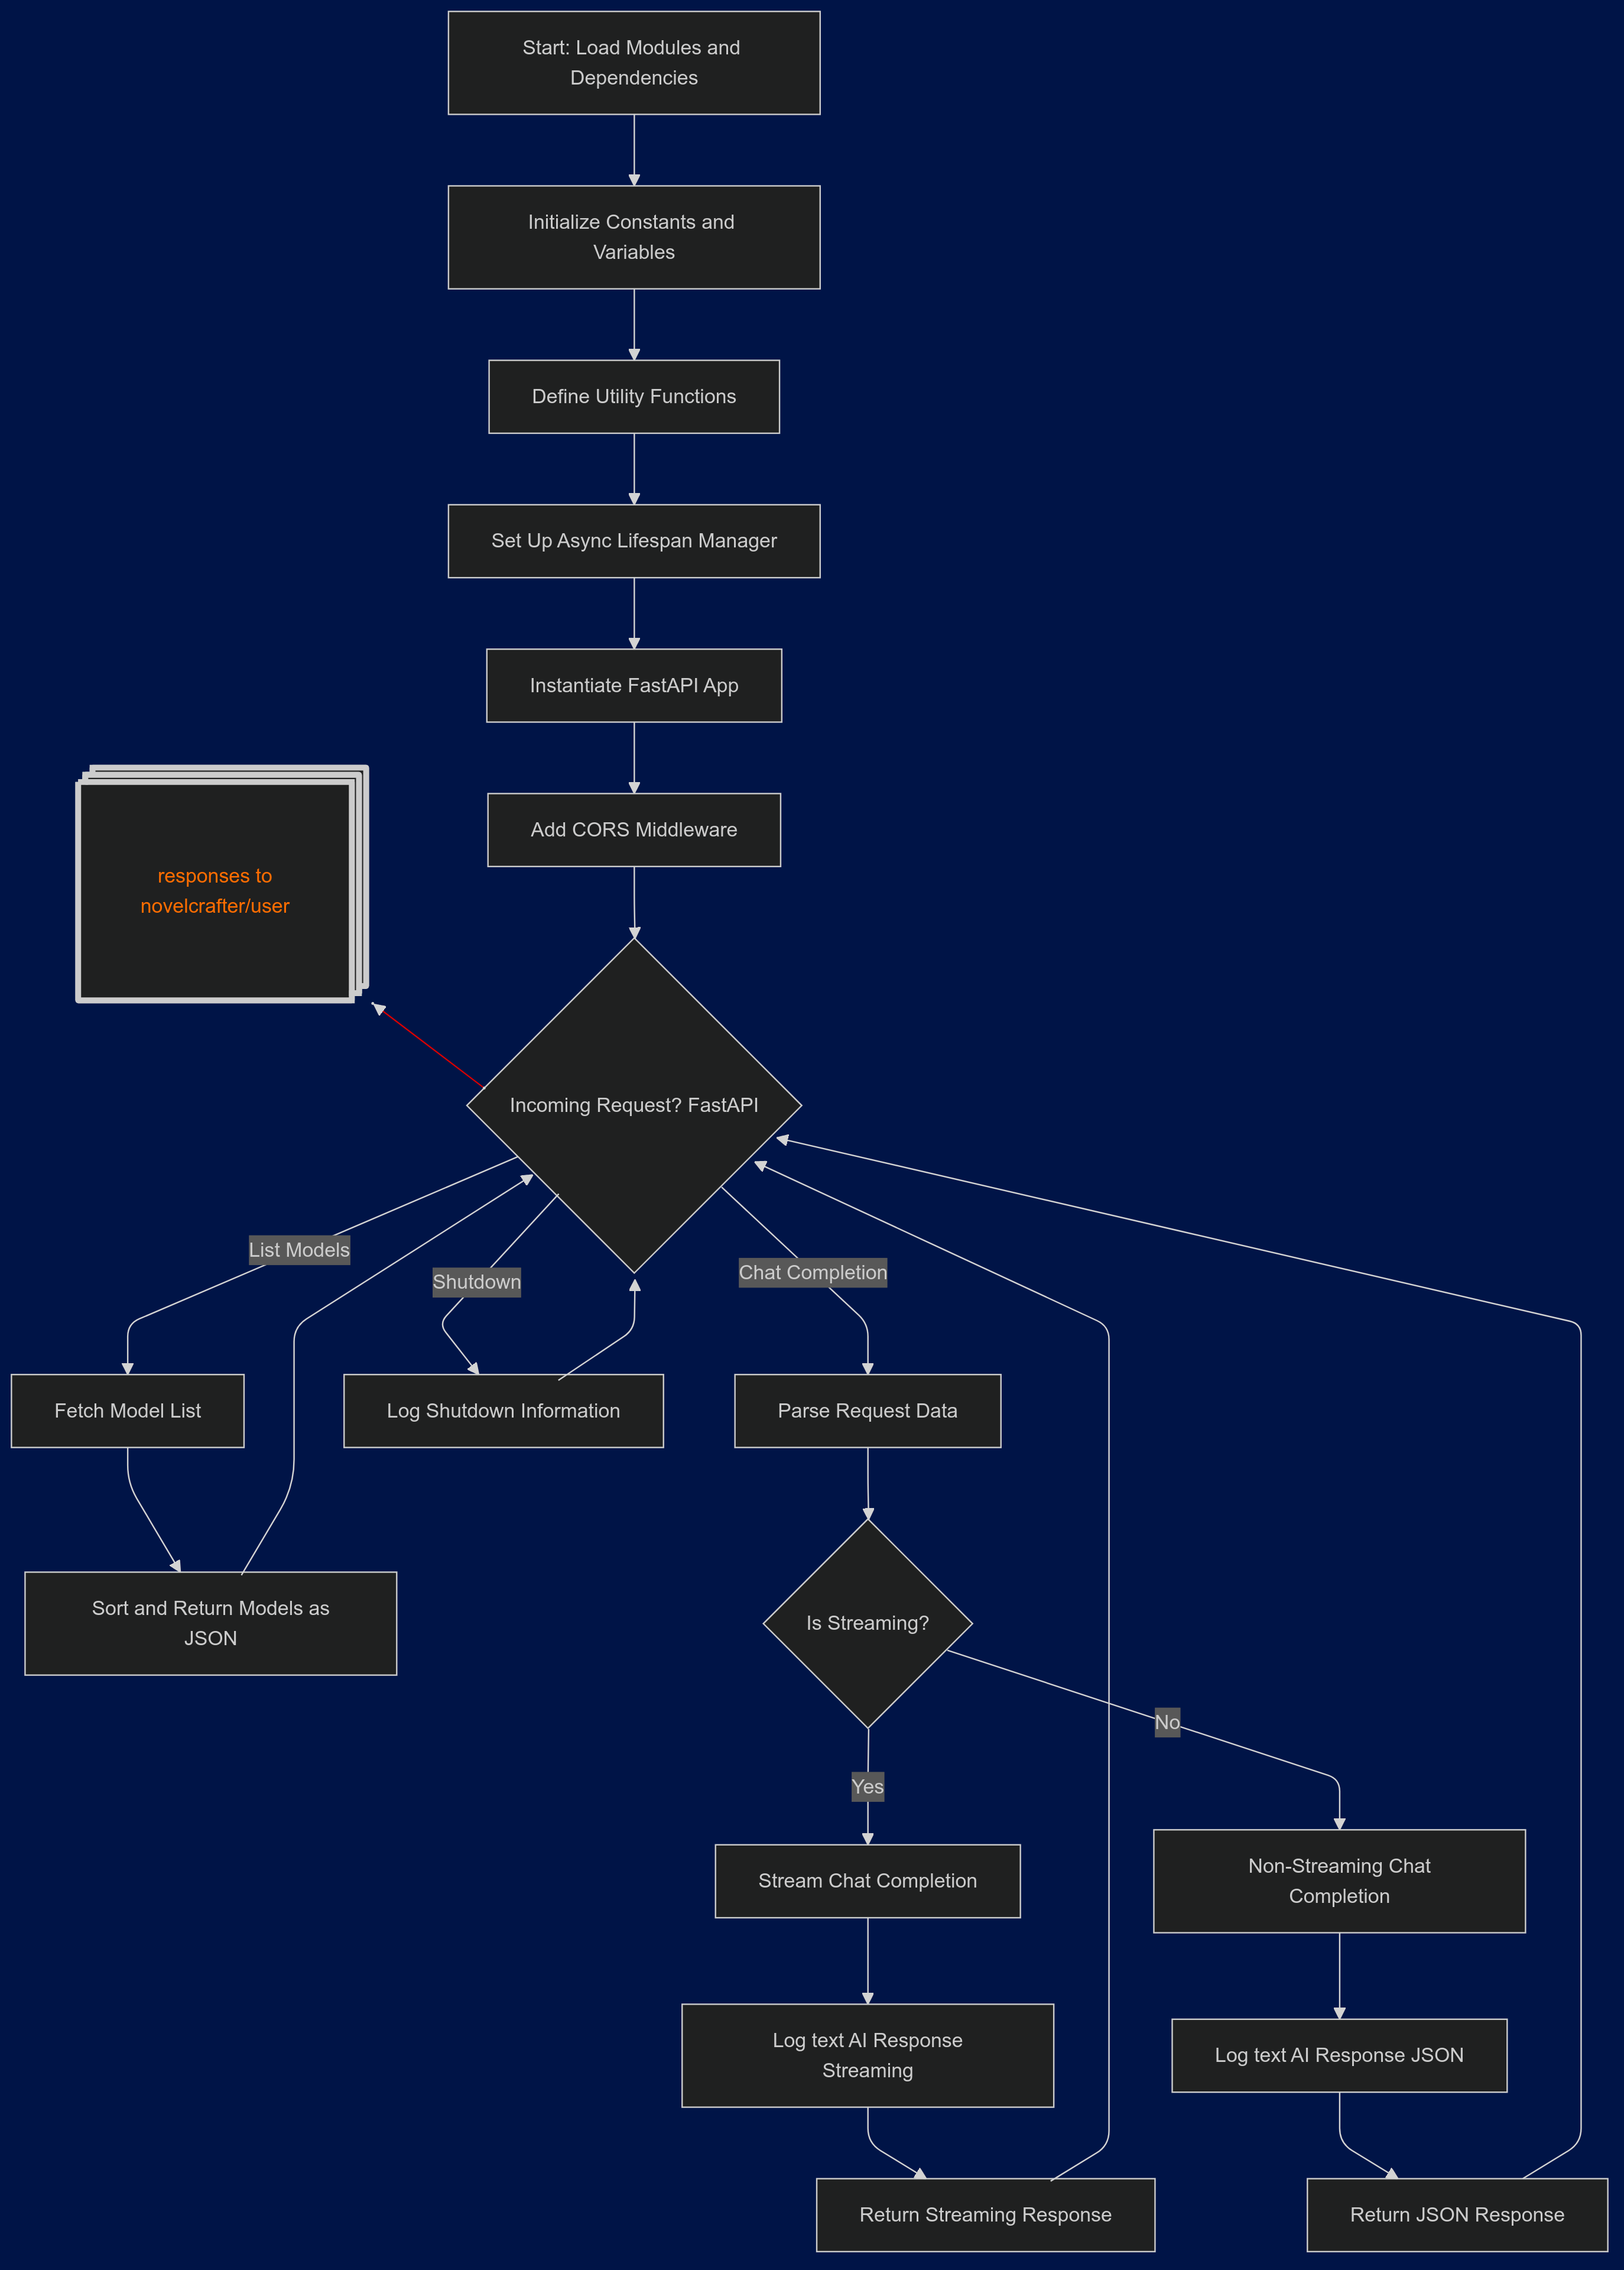 Start: Load Modules and
Dependencies
Initialize Constants and
Variables
Define Utility Functions
Set Up Async Lifespan Manager
Instantiate FastAPI App
Add CORS Middleware
responses to
novelcrafter/user
Incoming Request? FastAPI
List Models
Shutdown
Chat Completion
Fetch Model List
Log Shutdown Information
Parse Request Data
Sort and Return Models as
JSON
Is Streaming?
No
Yes
Stream Chat Completion
Non-Streaming Chat
Completion
Log text AI Response
Streaming
Log text AI Response JSON
Return Streaming Response
Return JSON Response